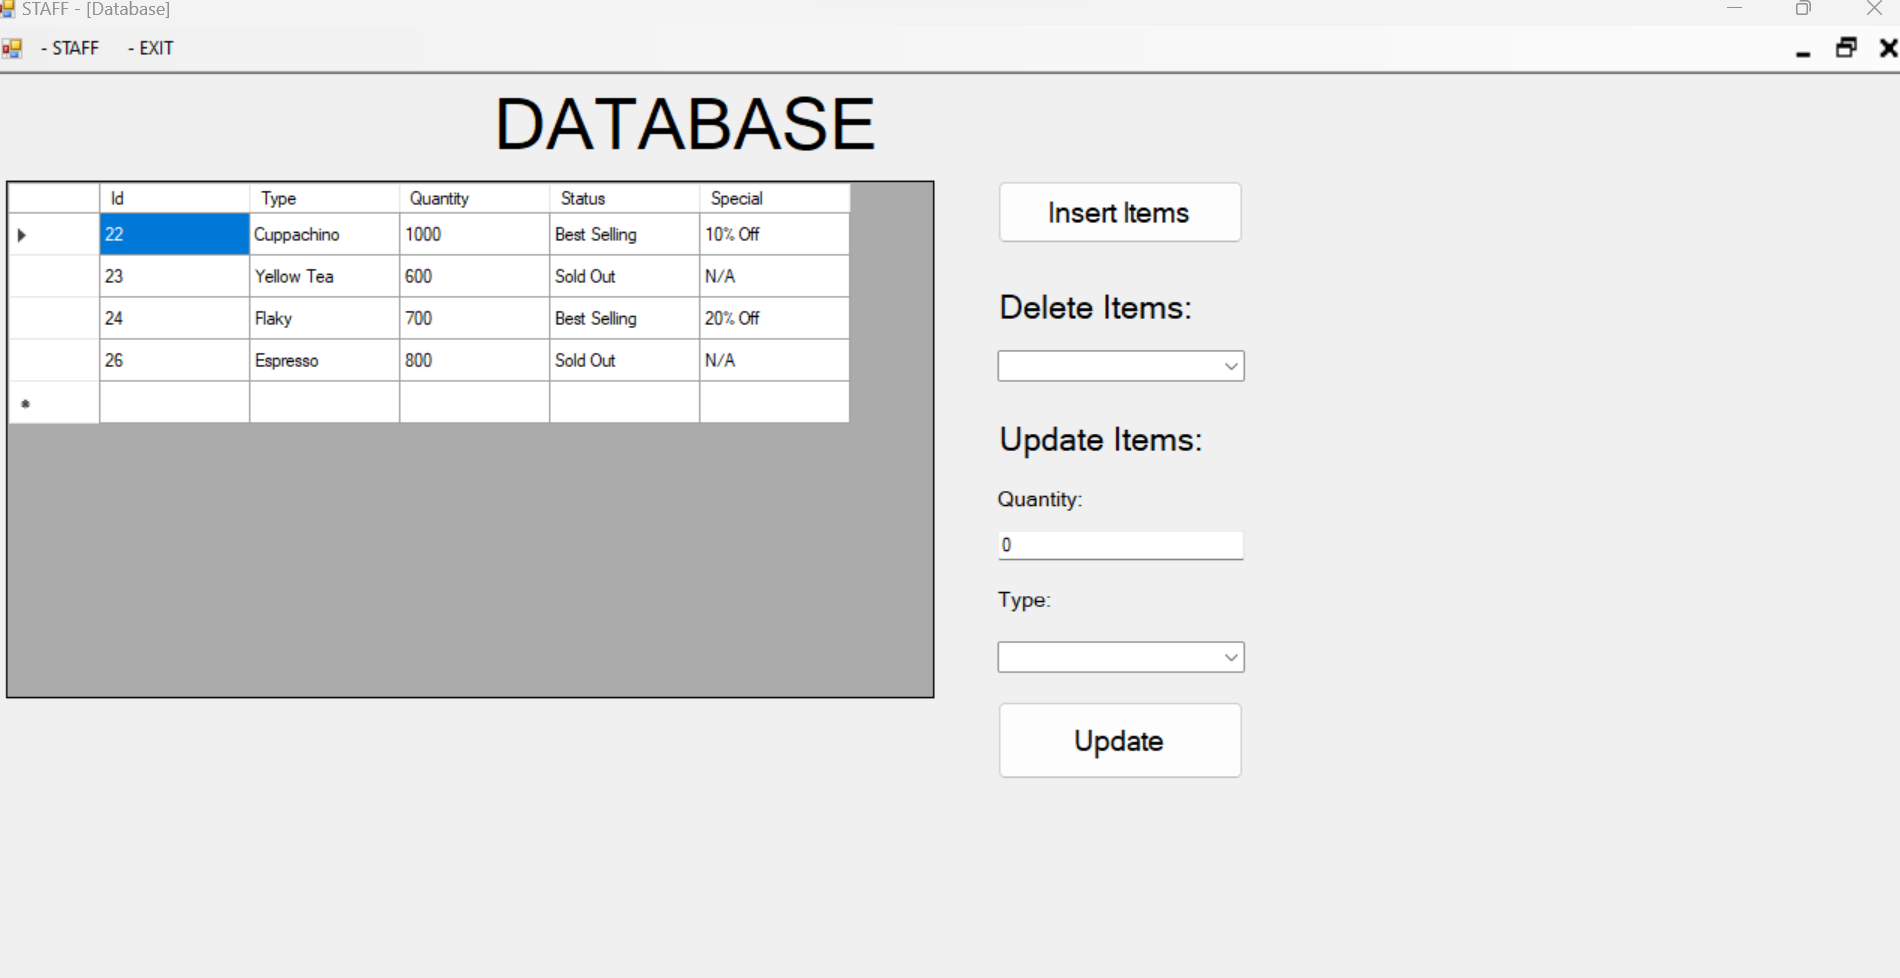 STAFF - [Database]
- STAFF - EXIT
DATABASE
Id Type Quantity Status Special
22 Cuppachino 1000 Best Selling 10% Off
23 Yellow Tea 600 Sold Out N/A
24 Flaky 700 Best Selling 20% Off
26 Espresso 800 Sold Out N/A
Insert Items
Delete Items:
Update Items:
Quantity:
0
Type:
Update